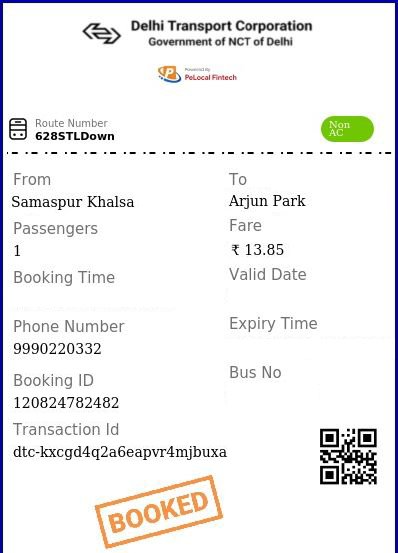 Delhi Transport Corporation
Government of NCT of Delhi
Powered By
PeLocal Fintech
Route Number
628STLDown
Non
AC
From
To
Samaspur Khalsa
Arjun Park
Passengers
Fare
1
₹ 13.85
Booking Time
Valid Date
Phone Number
Expiry Time
9990220332
Booking ID
Bus No
120824782482
Transaction Id
dtc-kxcgd4q2a6eapvr4mjbuxa
BOOKED